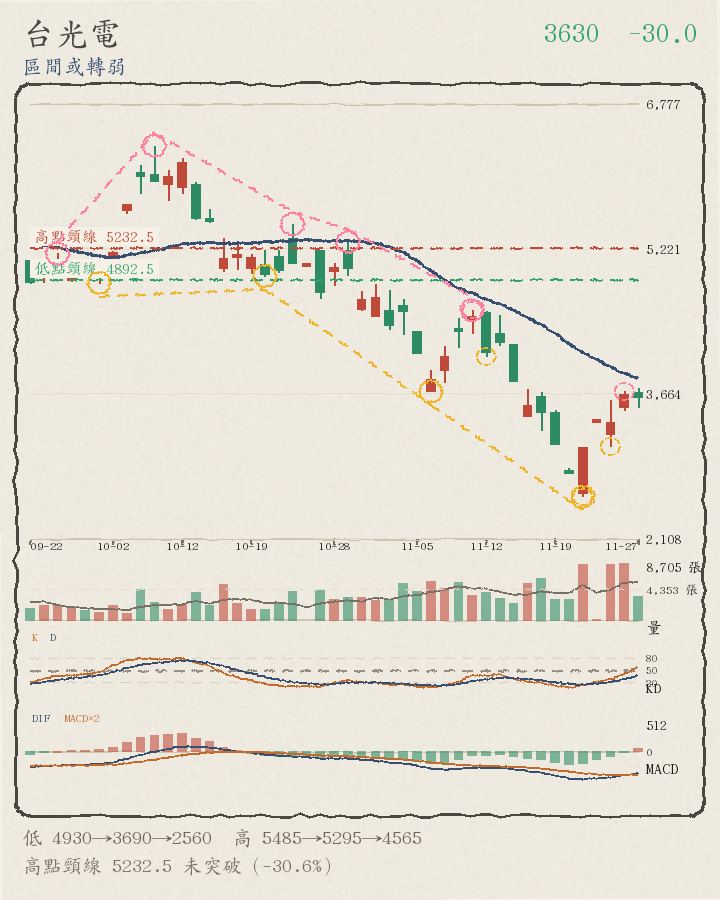 台光電
3630 -30.0
區間或轉弱
6,777
高點頸線 5232.5
5,221
低點頸線 4892.5
3,664
2,108
09-22 10-02 10-12 10-19 10-28 11-05 11-12 11-19 11-27
8,705 張
4,353 張
量
K D
80
50
20
KD
DIF MACD×2
512
0
MACD
低 4930→3690→2560 高 5485→5295→4565
高點頸線 5232.5 未突破 (-30.6%)